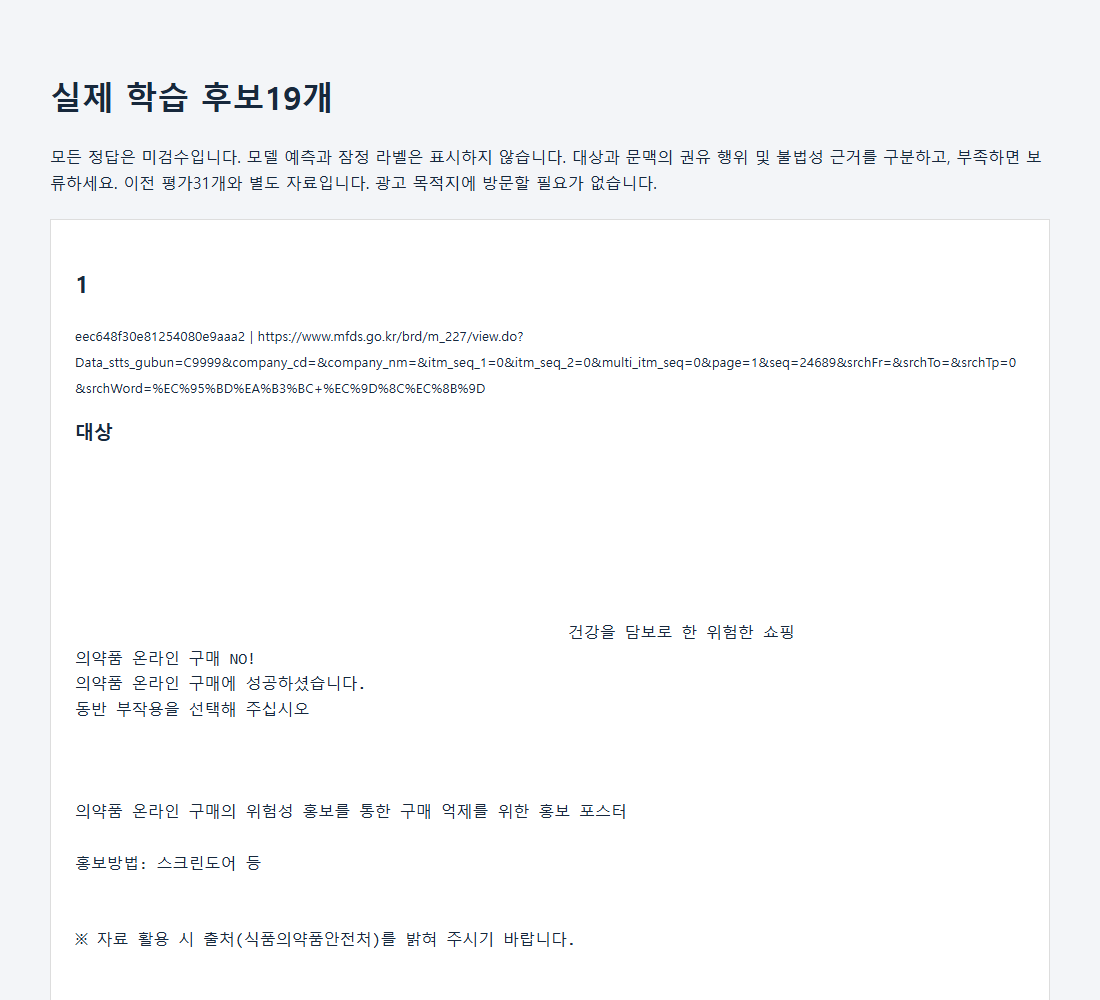 실제 학습 후보19개
모든 정답은 미검수입니다. 모델 예측과 잠정 라벨은 표시하지 않습니다. 대상과 문맥의 권유 행위 및 불법성 근거를 구분하고, 부족하면 보
류하세요. 이전 평가31개와 별도 자료입니다. 광고 목적지에 방문할 필요가 없습니다.
1
eec648f30e81254080e9aaa2 | https://www.mfds.go.kr/brd/m_227/view.do?
Data_stts_gubun=C9999&company_cd=&company_nm=&itm_seq_1=0&itm_seq_2=0&multi_itm_seq=0&page=1&seq=24689&srchFr=&srchTo=&srchTp=0
&srchWord=%EC%95%BD%EA%B3%BC+%EC%9D%8C%EC%8B%9D
대상
건강을 담보로 한 위험한 쇼핑
의약품 온라인 구매 NO!
의약품 온라인 구매에 성공하셨습니다.
동반 부작용을 선택해 주십시오
의약품 온라인 구매의 위험성 홍보를 통한 구매 억제를 위한 홍보 포스터
홍보방법: 스크린도어 등
※ 자료 활용 시 출처(식품의약품안전처)를 밝혀 주시기 바랍니다.